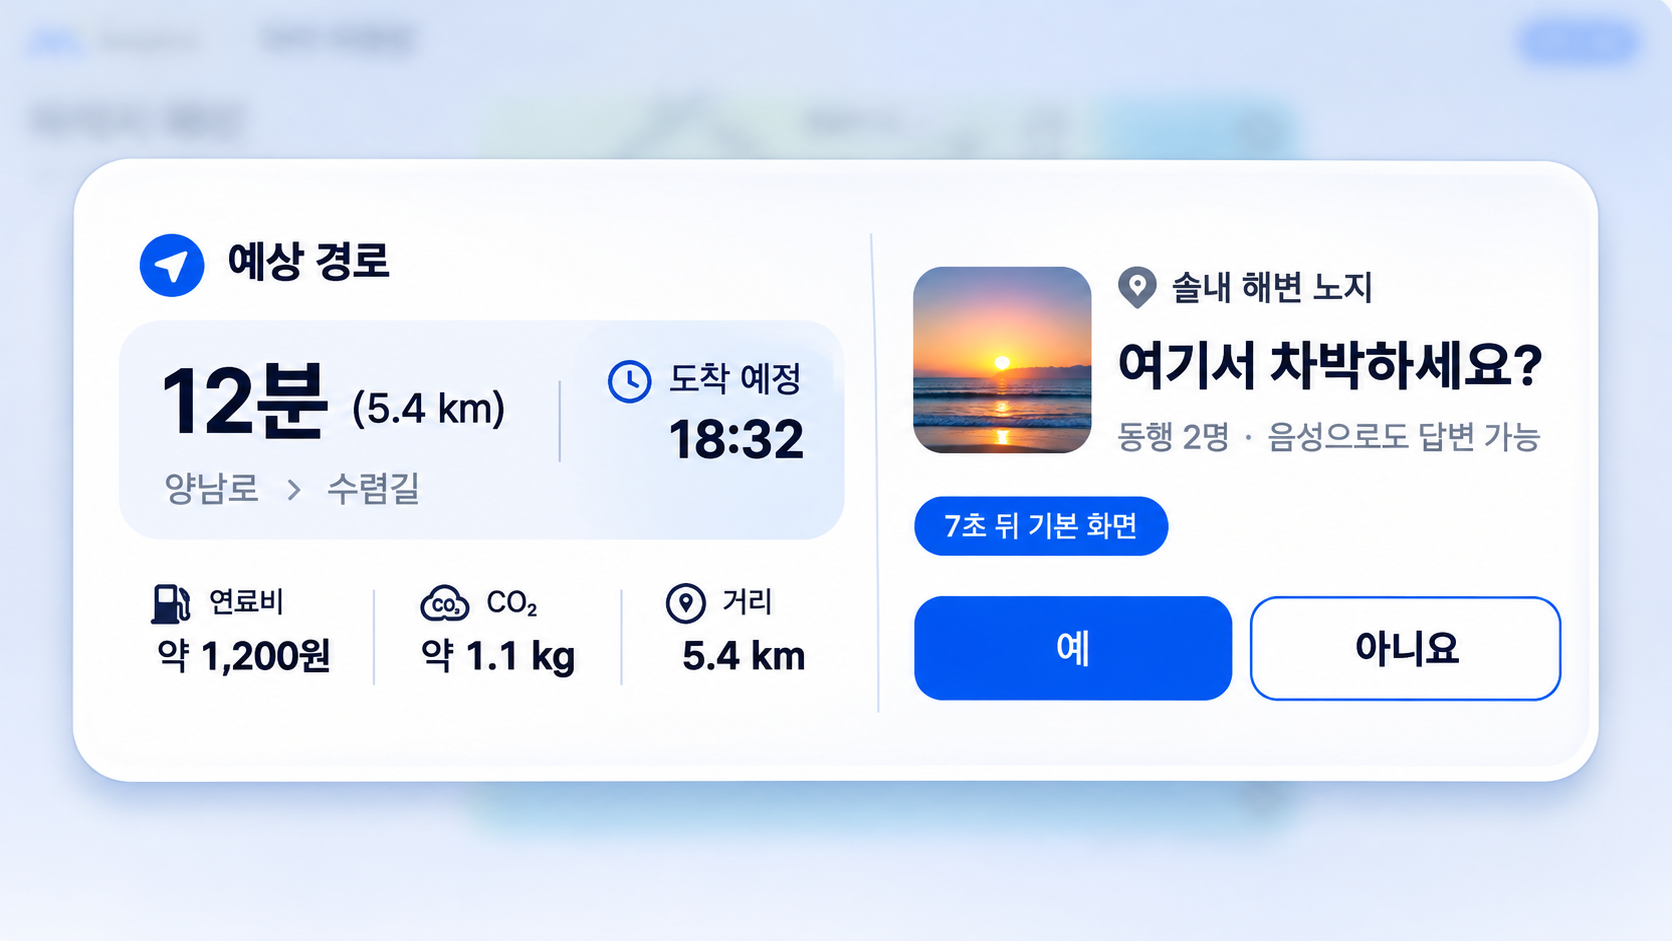 예상 경로
12분 (5.4 km)
양남로 > 수렴길
도착 예정
18:32
연료비
약 1,200원
CO₂
CO₂
약 1.1 kg
거리
5.4 km
솔내 해변 노지
여기서 차박하세요?
동행 2명 · 음성으로도 답변 가능
7초 뒤 기본 화면
예
아니요